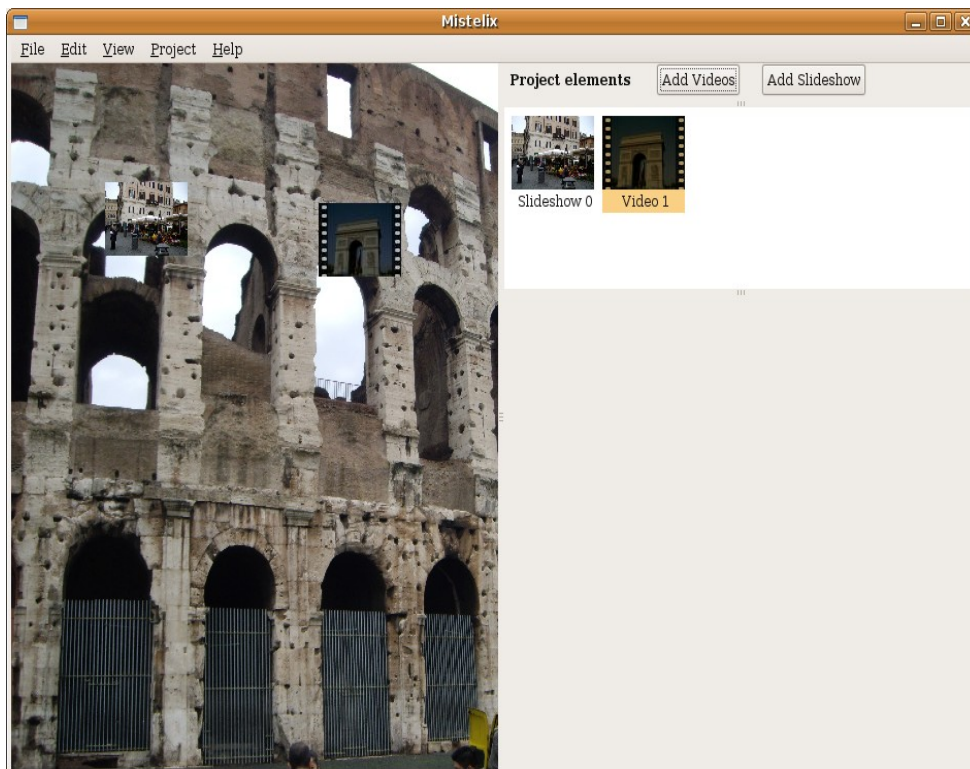 Mistelix
File Edit View Project Help
Project elements Add Videos Add Slideshow
Slideshow 0 Video 1